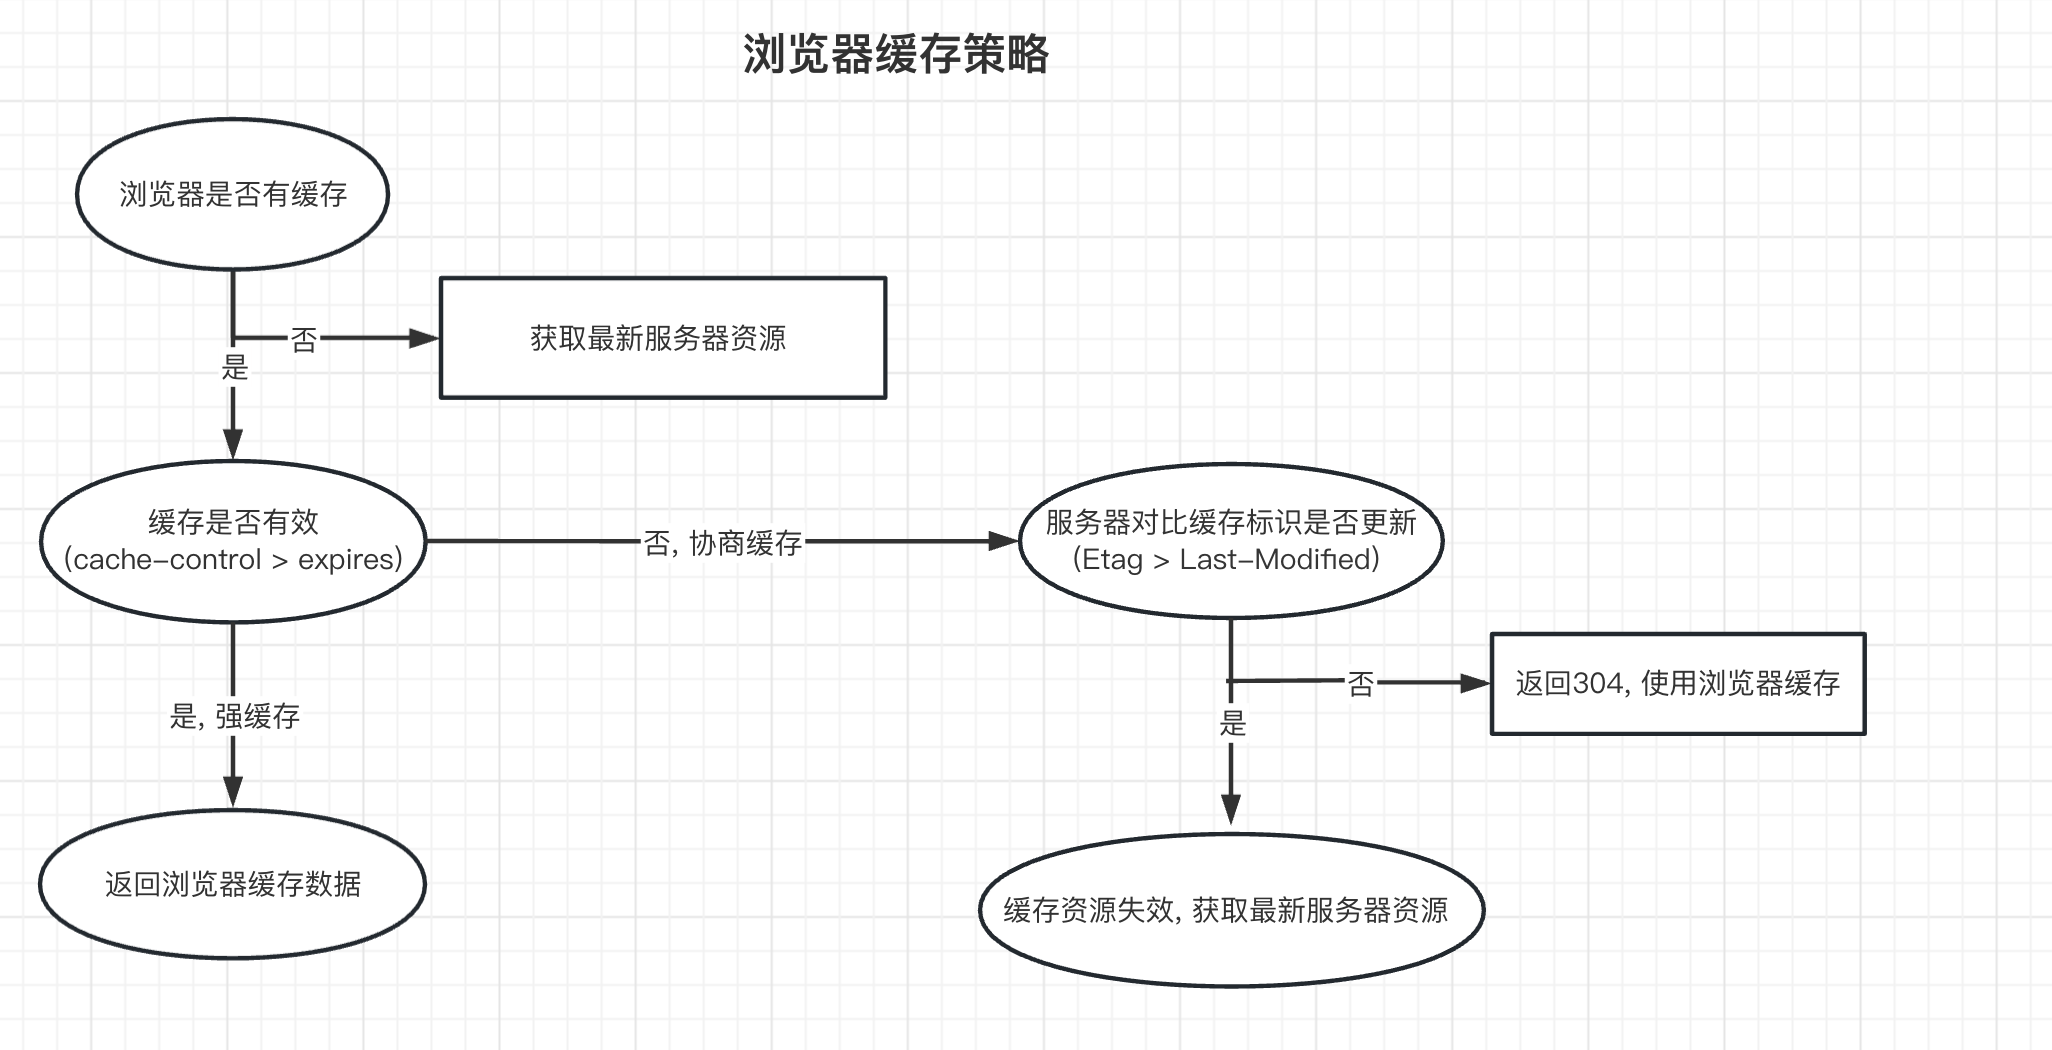 浏览器缓存策略
浏览器是否有缓存
否
获取最新服务器资源
是
缓存是否有效
(cache-control > expires)
否, 协商缓存
服务器对比缓存标识是否更新
(Etag > Last-Modified)
是, 强缓存
否
返回304, 使用浏览器缓存
是
返回浏览器缓存数据
缓存资源失效, 获取最新服务器资源